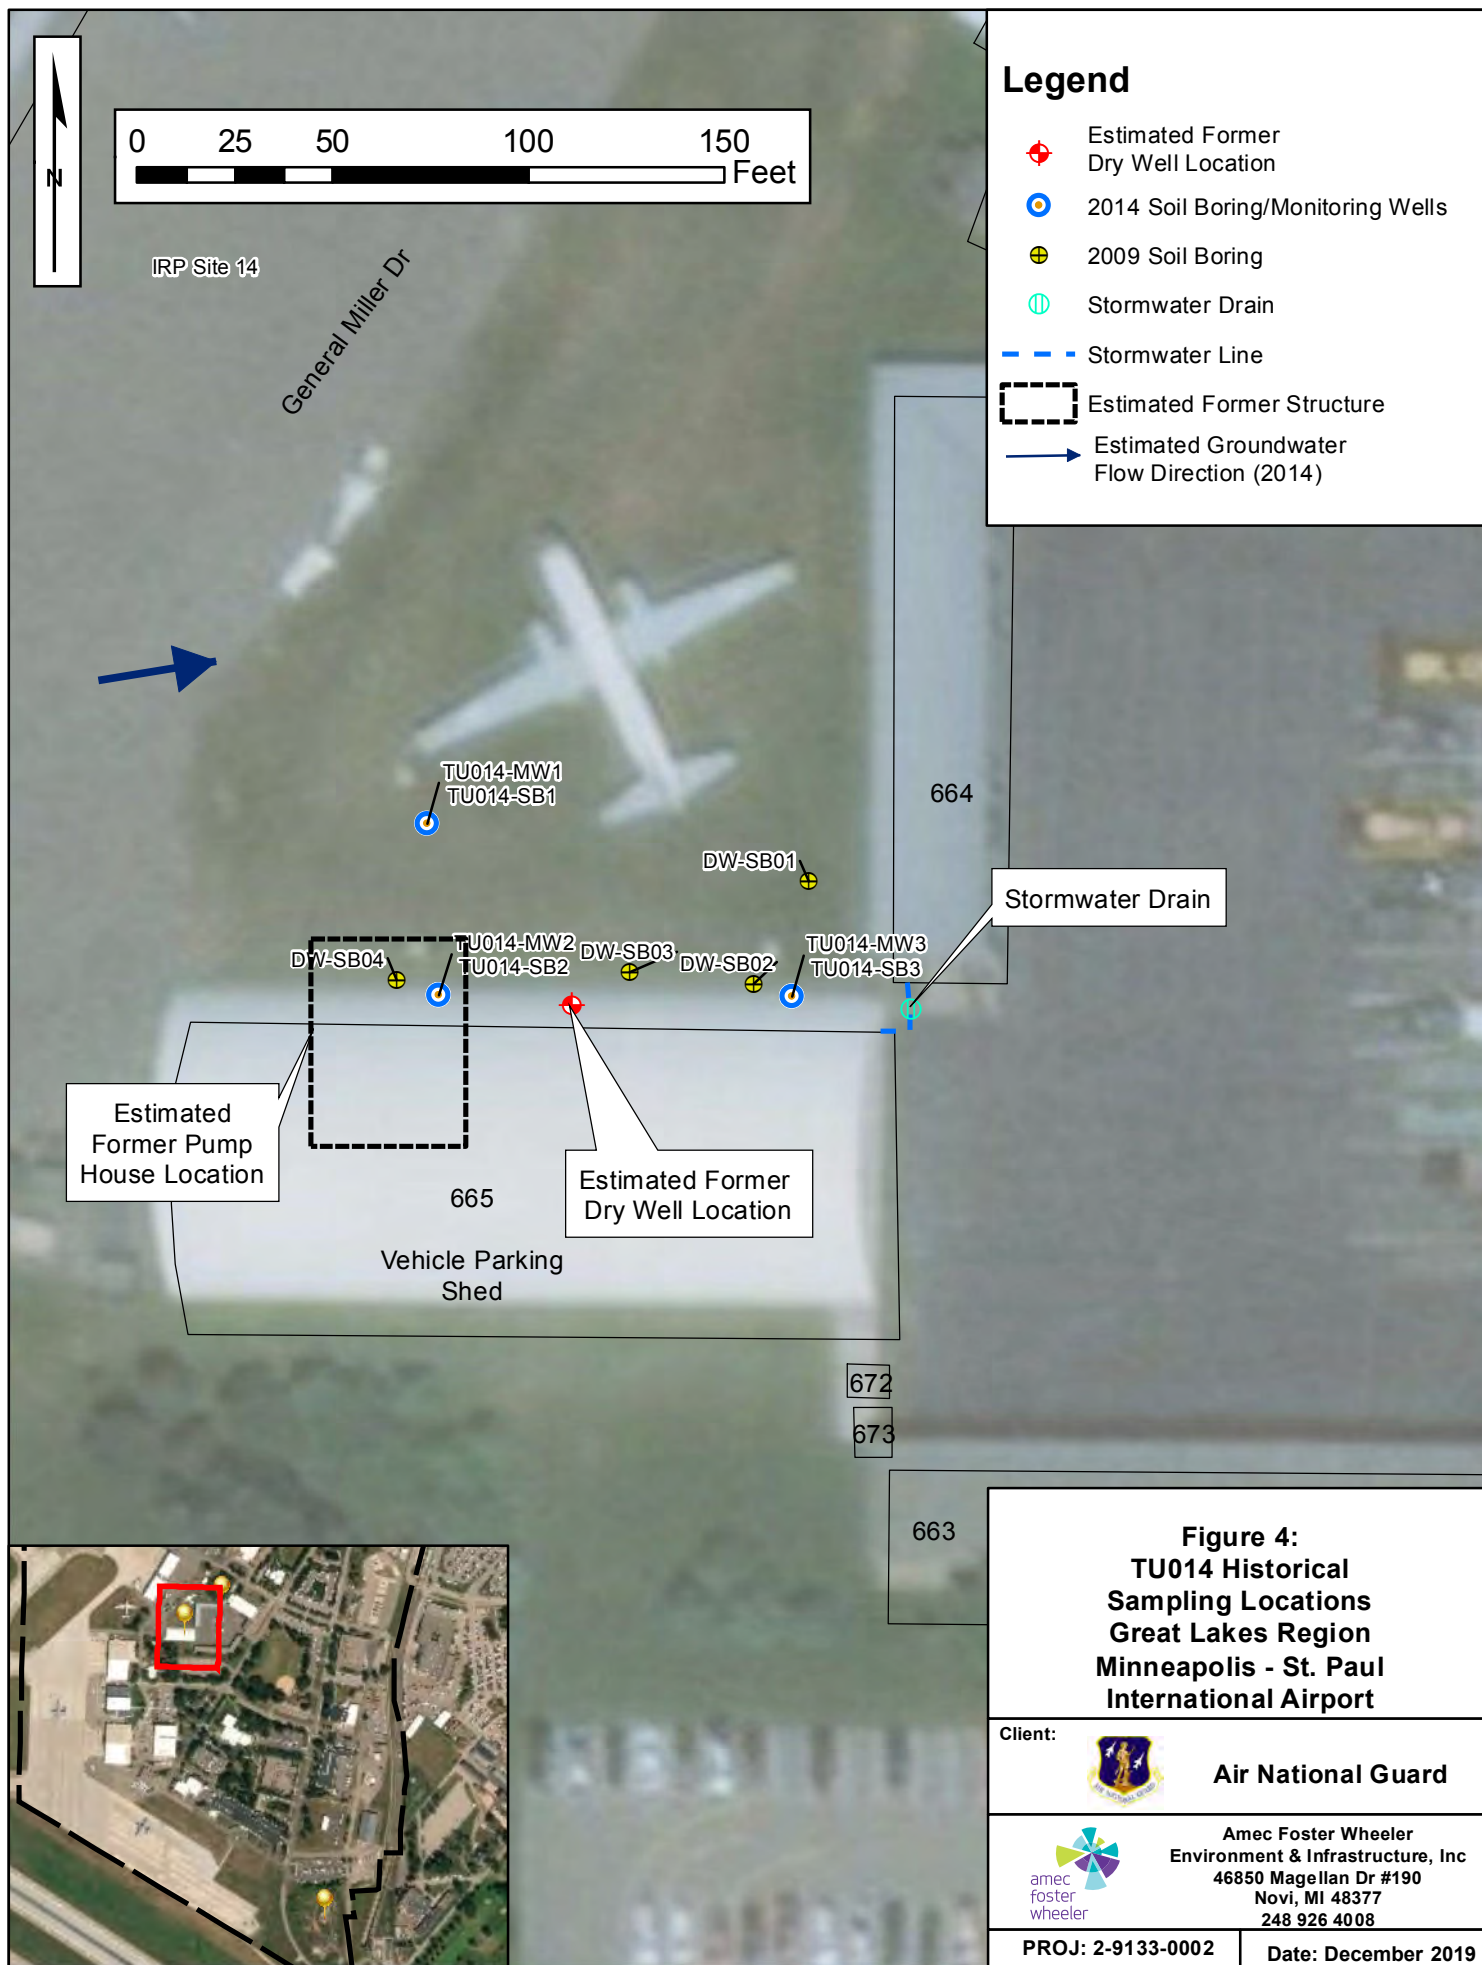 N
0 25 50 100 150
Feet
IRP Site 14
General Miller Dr
Legend
Estimated Former
Dry Well Location
2014 Soil Boring/Monitoring Wells
2009 Soil Boring
Stormwater Drain
Stormwater Line
Estimated Former Structure
Estimated Groundwater
Flow Direction (2014)
TU014-MW1
TU014-SB1
664
DW-SB01
Stormwater Drain
DW-SB04
TU014-MW2
TU014-SB2
DW-SB03
DW-SB02
TU014-MW3
TU014-SB3
Estimated
Former Pump
House Location
Estimated Former
Dry Well Location
665
Vehicle Parking
Shed
672
673
663
Figure 4:
TU014 Historical
Sampling Locations
Great Lakes Region
Minneapolis - St. Paul
International Airport
Client:
Air National Guard
amec
foster
wheeler
Amec Foster Wheeler
Environment & Infrastructure, Inc
46850 Magellan Dr #190
Novi, MI 48377
248 926 4008
PROJ: 2-9133-0002
Date: December 2019